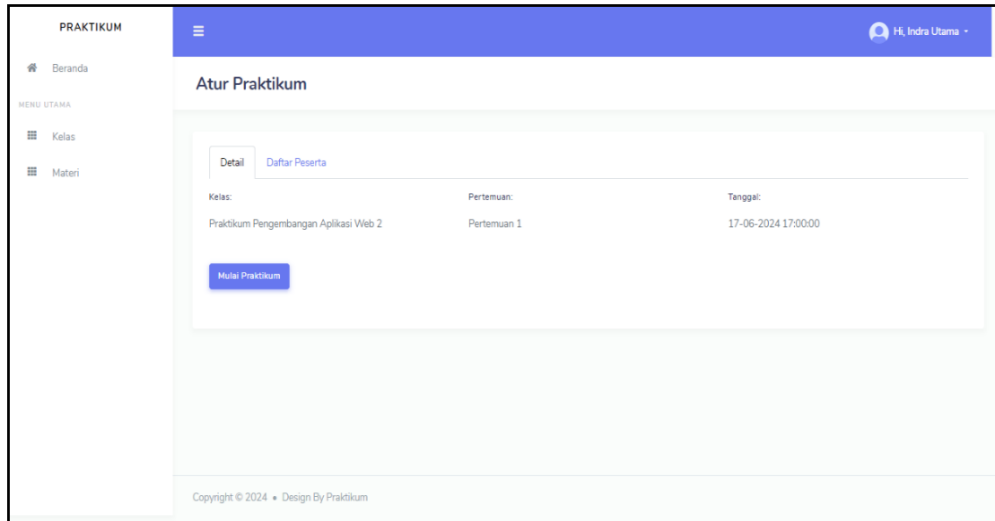 PRAKTIKUM
Hi, Indra Utama
Beranda
MENU UTAMA
Kelas
Materi
Atur Praktikum
Detail Daftar Peserta
Kelas: Pertemuan: Tanggal:
Praktikum Pengembangan Aplikasi Web 2 Pertemuan 1 17-06-2024 17:00:00
Mulai Praktikum
Copyright © 2024 • Design By Praktikum